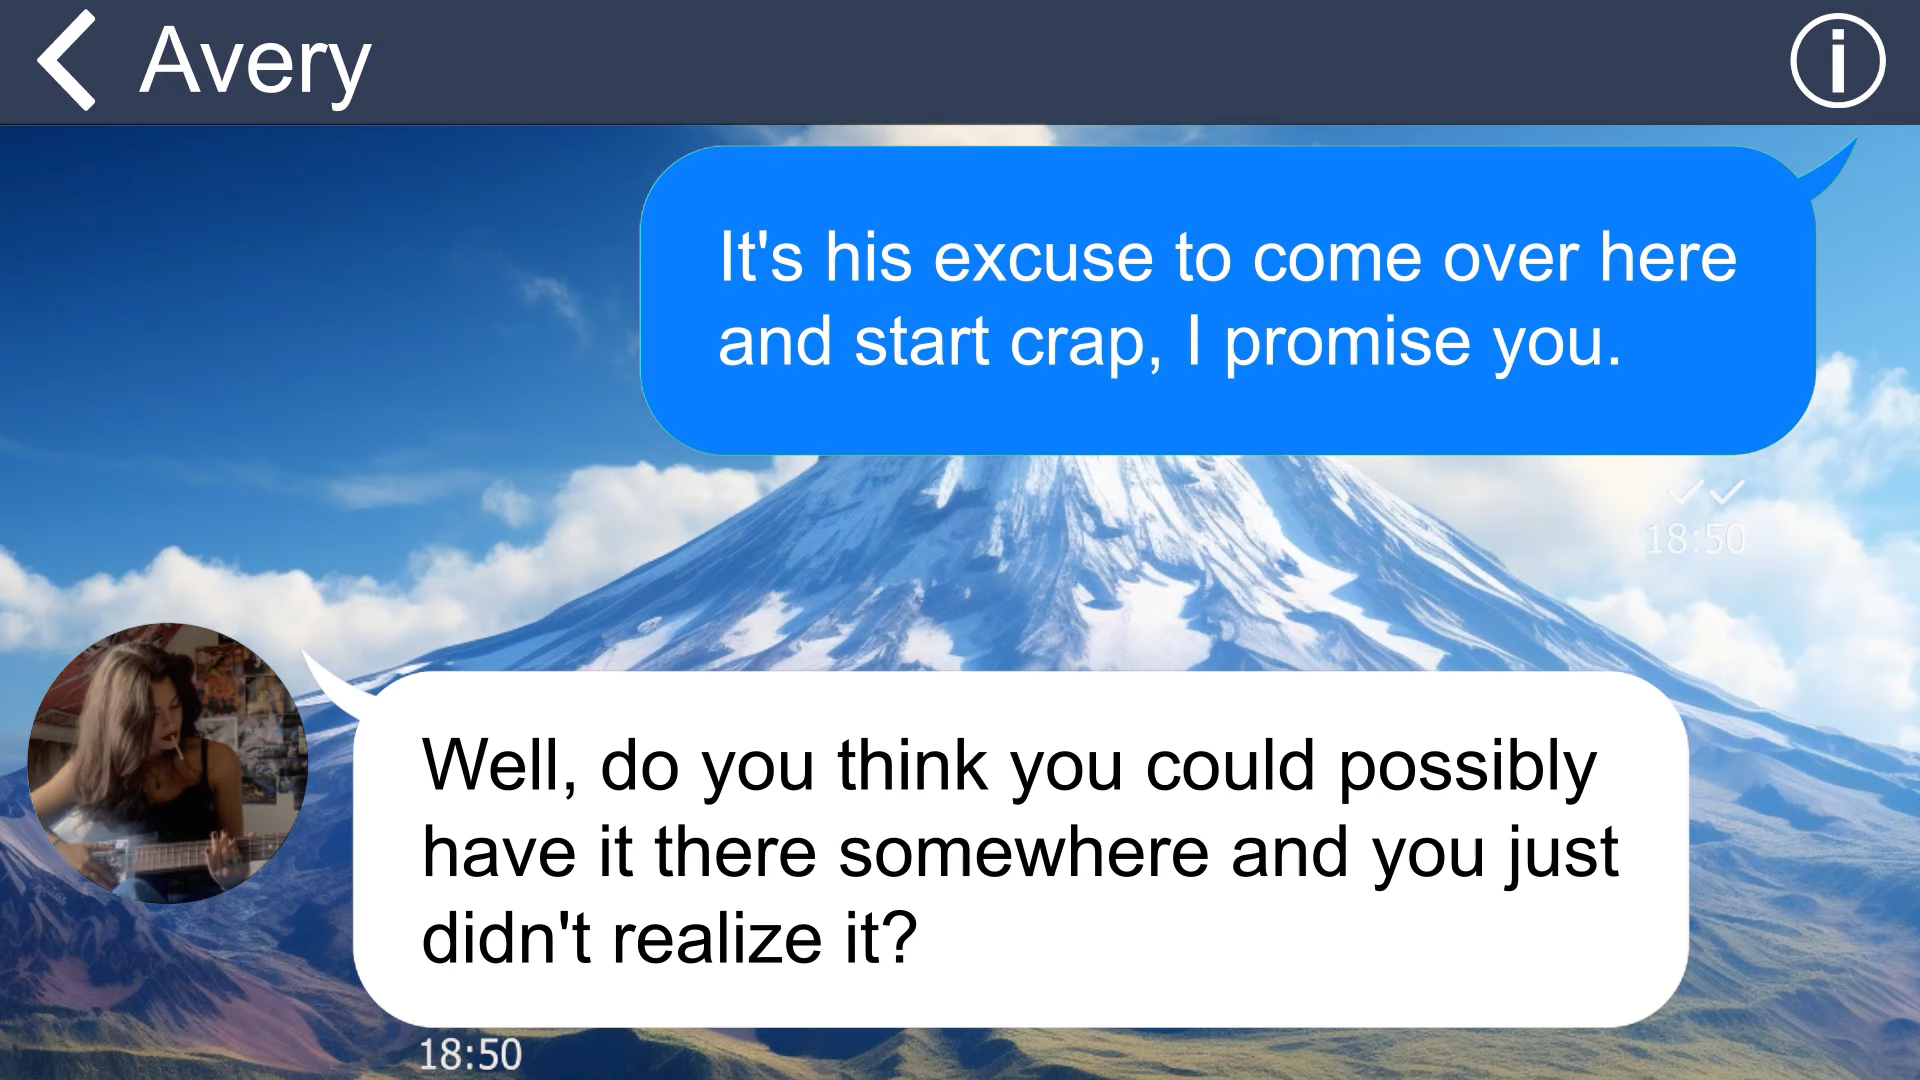 Avery
It's his excuse to come over here
and start crap, I promise you.
18:50
Well, do you think you could possibly
have it there somewhere and you just
didn't realize it?
18:50